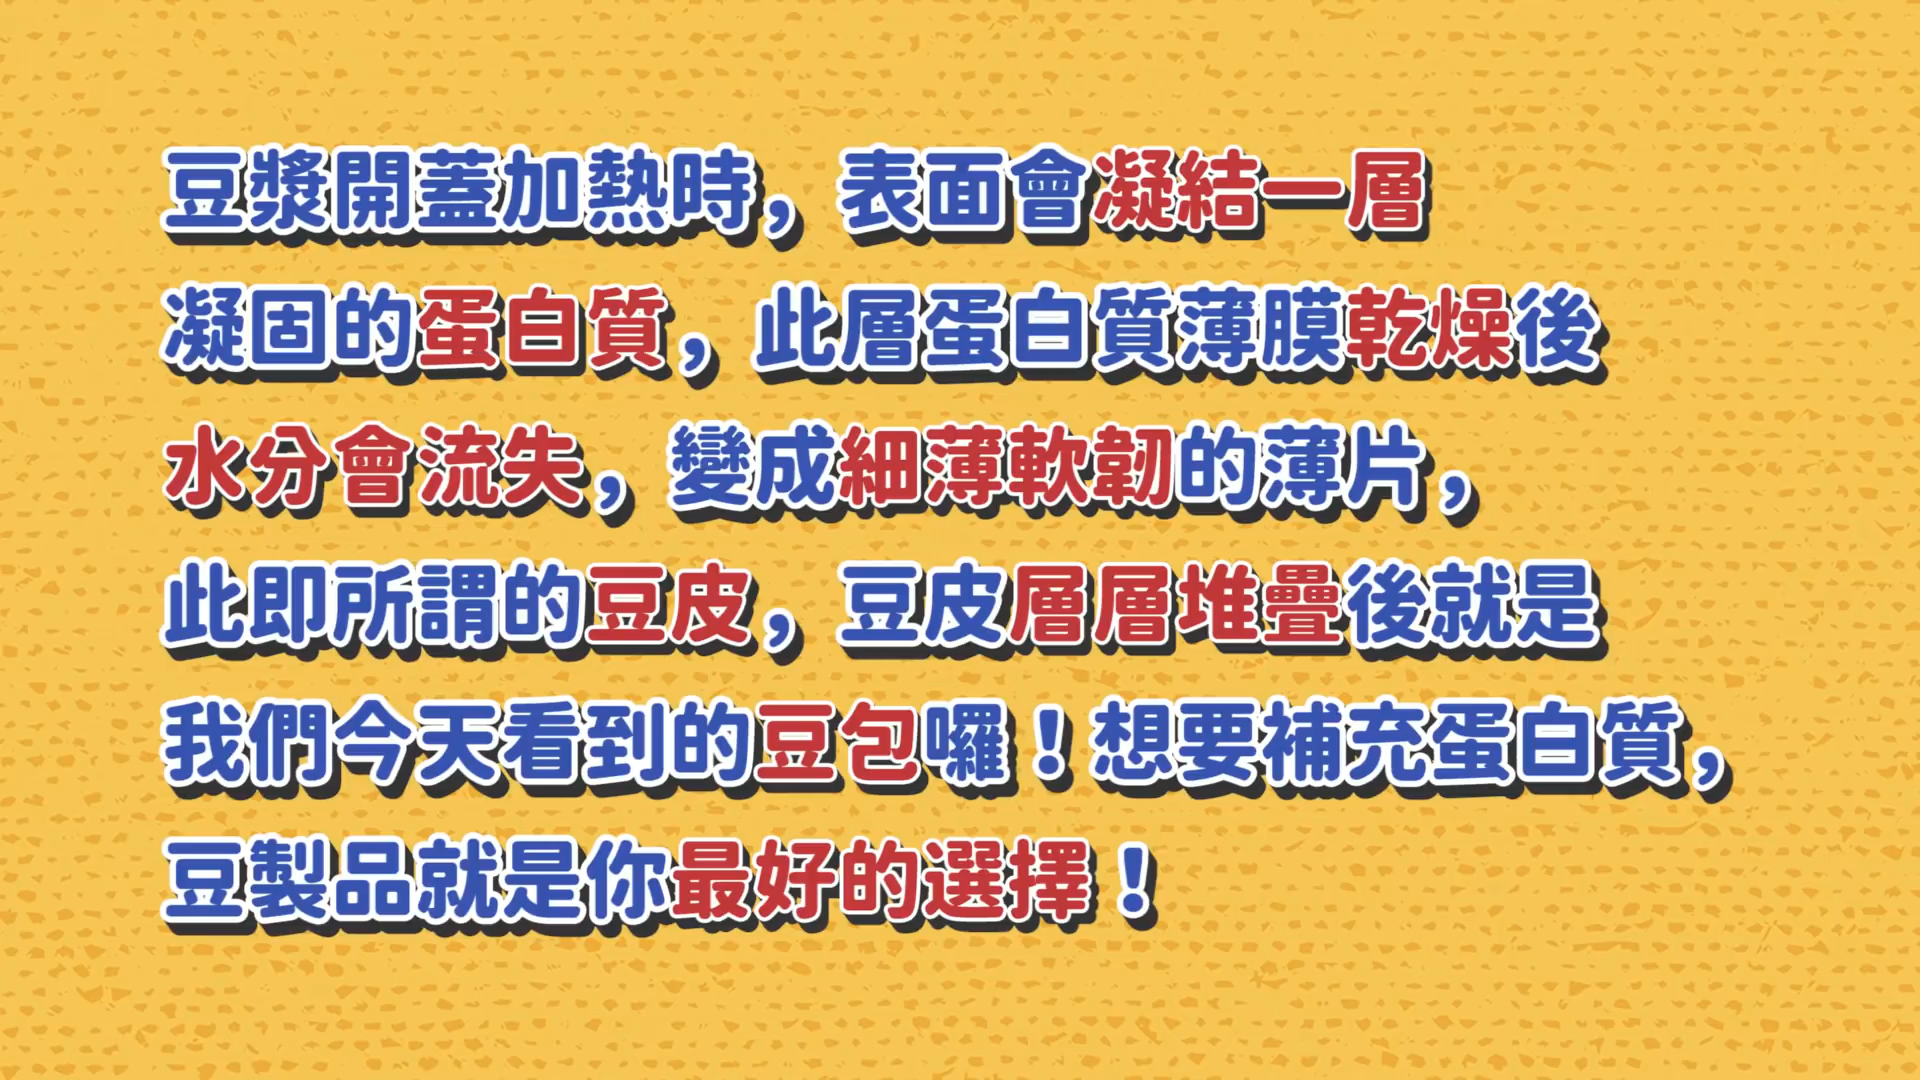 豆漿開蓋加熱時，表面會凝結一層
凝固的蛋白質，此層蛋白質薄膜乾燥後
水分會流失，變成細薄軟韌的薄片，
此即所謂的豆皮，豆皮層層堆疊後就是
我們今天看到的豆包囉！想要補充蛋白質，
豆製品就是你最好的選擇！